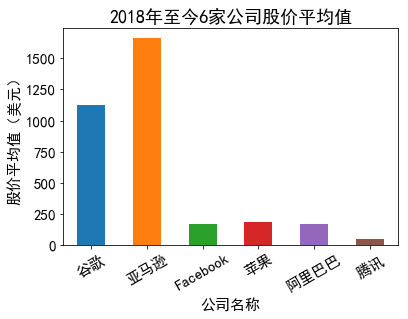 2018年至今6家公司股价平均值
股价平均值（美元）
1500
1250
1000
750
500
250
0
谷歌
亚马逊
Facebook
苹果
阿里巴巴
腾讯
公司名称